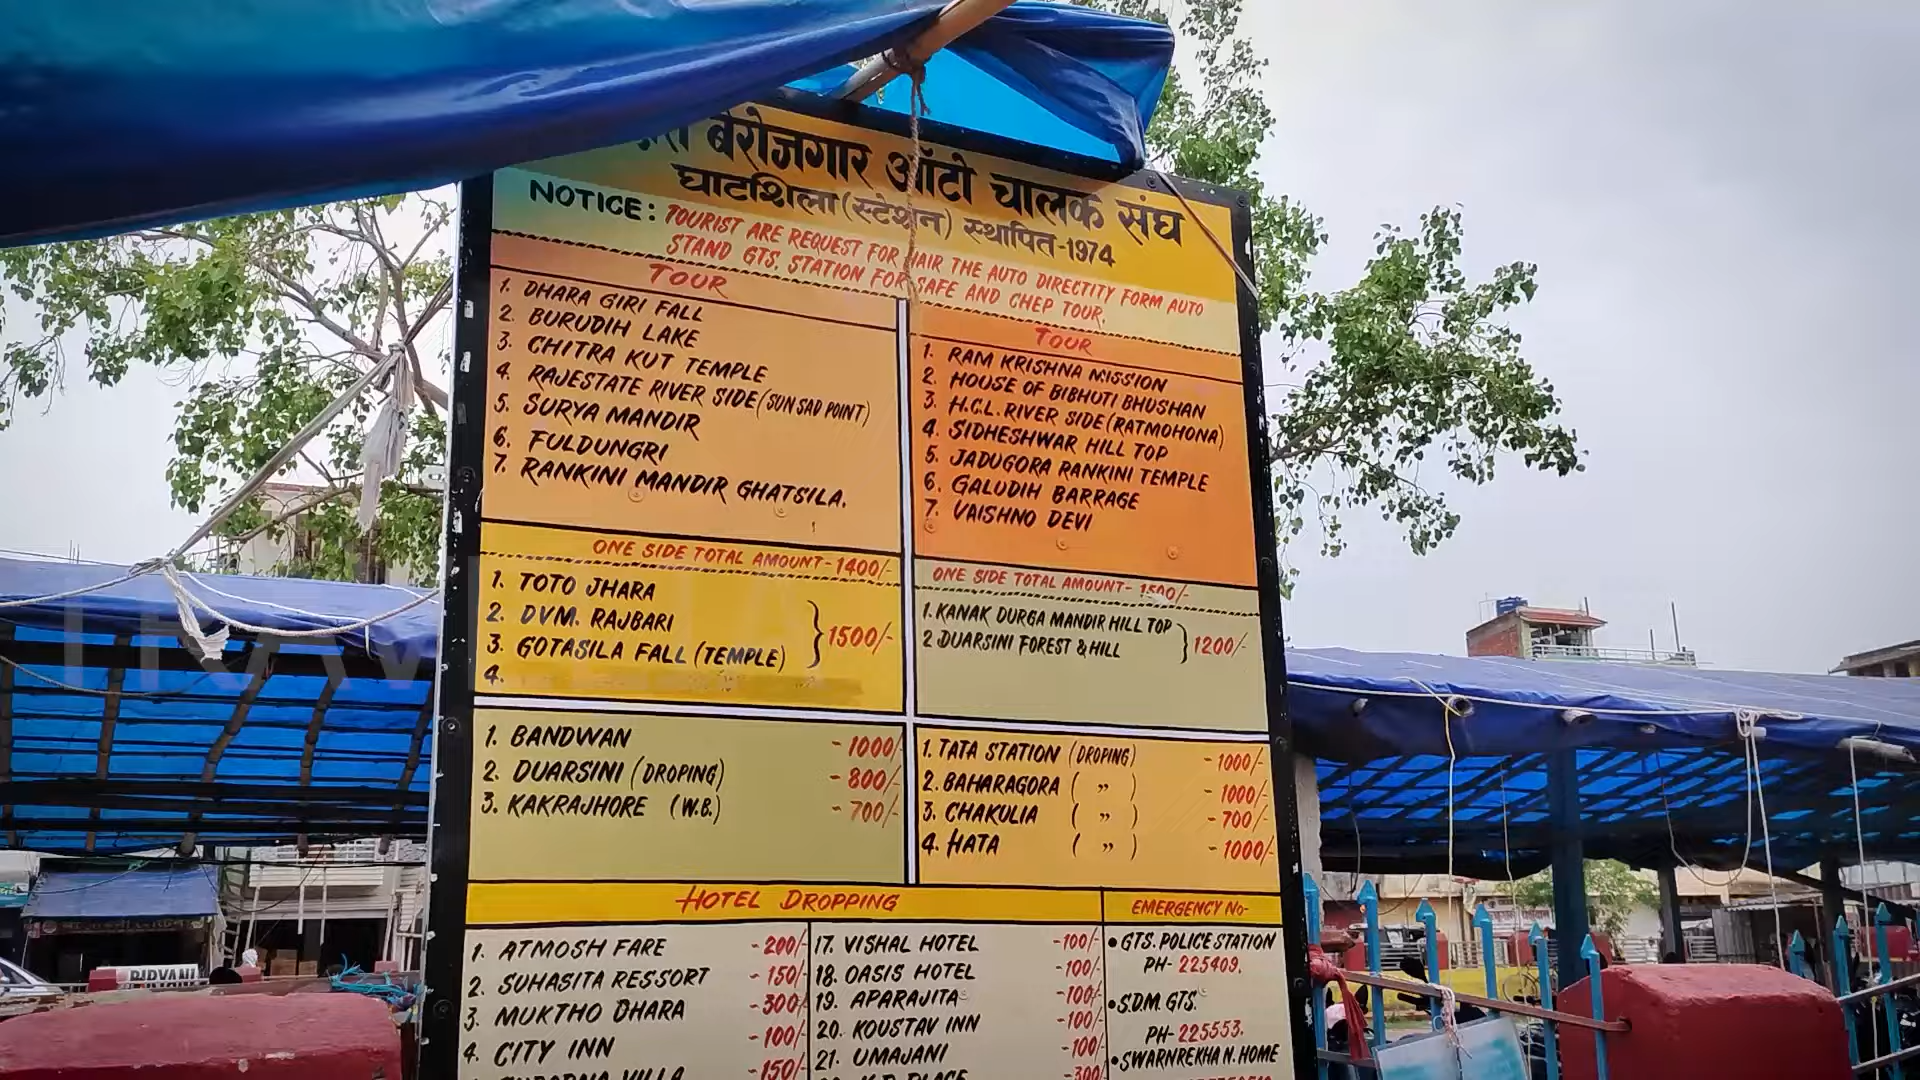 बेरोजगार ऑटो चालक संघ
घाटशिला (स्टेशन) स्थापित-1974
NOTICE: TOURIST ARE REQUEST FOR HAIR THE AUTO DIRECTITY FORM AUTO
STAND GTS. STATION FOR SAFE AND CHEP TOUR.
TOUR
1. DHARA GIRI FALL
2. BURUDIH LAKE
3. CHITRA KUT TEMPLE
4. RAJESTATE RIVER SIDE (SUN SAD POINT)
5. SURYA MANDIR
6. FULDUNGRI
7. RANKINI MANDIR GHATSILA.
ONE SIDE TOTAL AMOUNT - 1400/-
1. TOTO JHARA
2. DVM. RAJBARI
3. GOTASILA FALL (TEMPLE)
1500/-
4.
TOUR
1. RAM KRISHNA MISSION
2. HOUSE OF BIBHUTI BHUSHAN
3. H.C.L. RIVER SIDE (RATMOHONA)
4. SIDHESHWAR HILL TOP
5. JADUGORA RANKINI TEMPLE
6. GALUDIH BARRAGE
7. VAISHNO DEVI
ONE SIDE TOTAL AMOUNT - 1500/-
1. KANAK DURGA MANDIR HILL TOP
2 DUARSINI FOREST & HILL
1200/-
1. BANDWAN - 1000/-
2. DUARSINI (DROPING) - 800/-
3. KAKRAJHORE (W.B.) - 700/-
1. TATA STATION (DROPING) - 1000/-
2. BAHARAGORA ( ,, ) - 1000/-
3. CHAKULIA ( ,, ) - 700/-
4. HATA ( ,, ) - 1000/-
HOTEL DROPPING
1. ATMOSH FARE - 200/-
2. SUHASITA RESSORT - 150/-
3. MUKTHO DHARA - 300/-
4. CITY INN - 100/-
VILLA - 150/-
17. VISHAL HOTEL - 100/-
18. OASIS HOTEL - 100/-
19. APARAJITA - 100/-
20. KOUSTAV INN - 100/-
21. UMAJANI - 100/-
PLACE - 300/-
EMERGENCY No-
• GTS. POLICE STATION
PH- 225409.
• S.D.M. GTS.
PH- 225553.
• SWARNREKHA N. HOME
BIRYANI